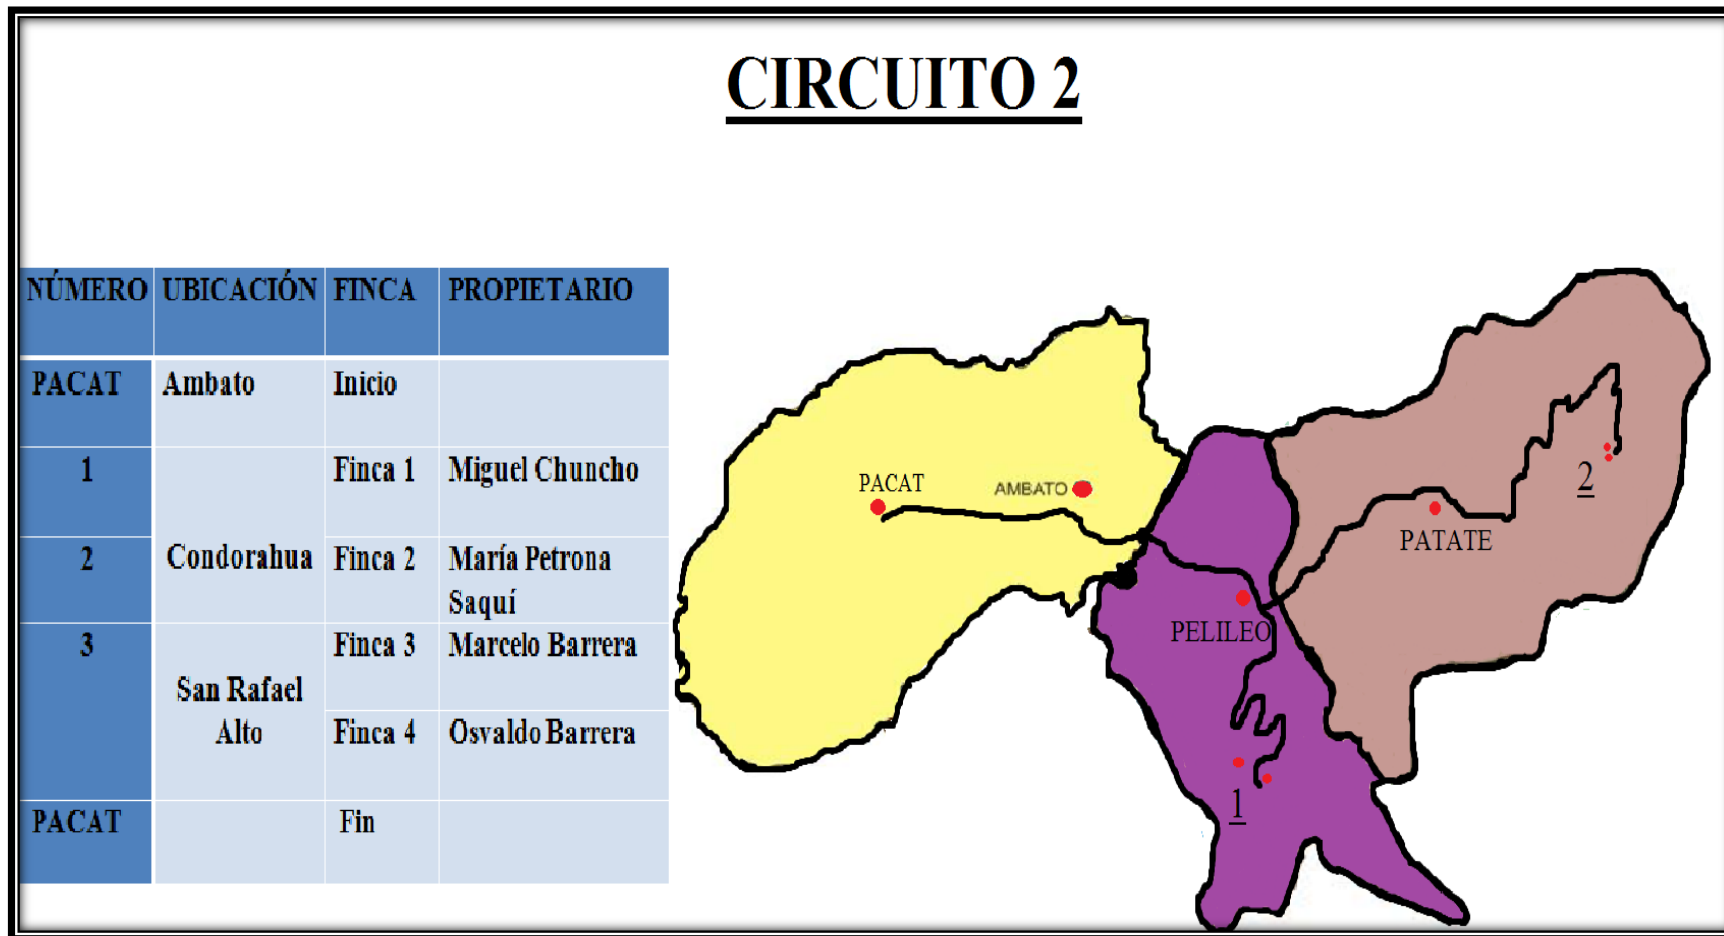 CIRCUITO 2
NÚMERO UBICACIÓN FINCA PROPIETARIO
PACAT Ambato Inicio
1 Finca 1 Miguel Chuncho
Condorahua
2 Finca 2 María Petrona
Saquí
3 Finca 3 Marcelo Barrera
San Rafael
Alto
Finca 4 Osvaldo Barrera
PACAT Fin
PACAT
AMBATO
2
PATATE
PELILEO
1